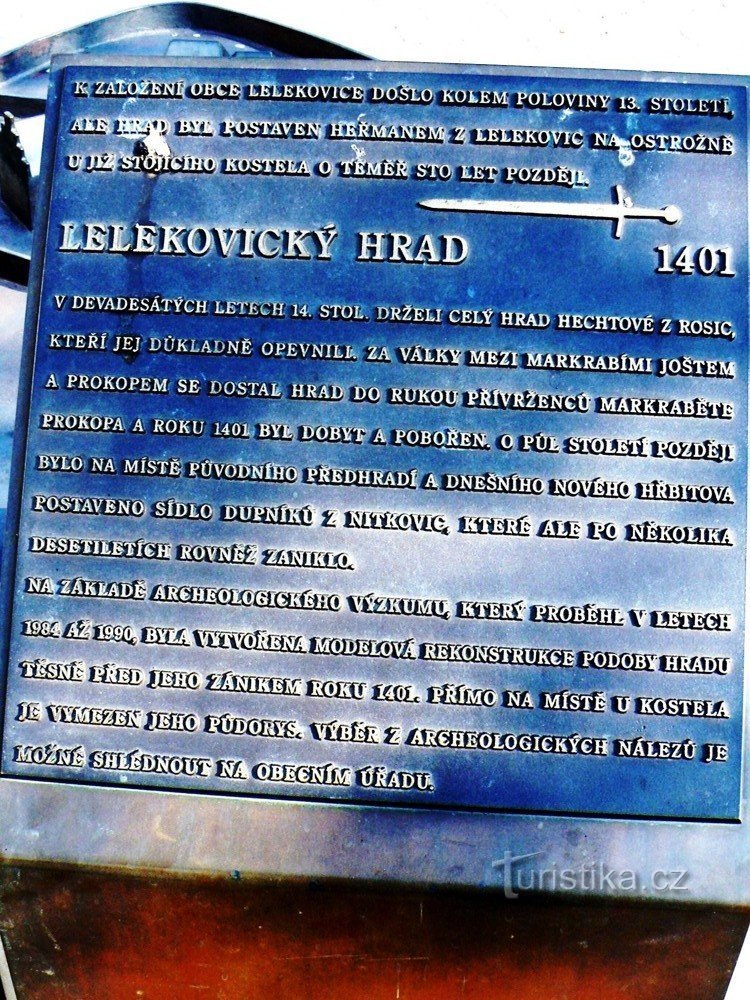 K ZALOŽENÍ OBCE LELEKOVICE DOŠLO KOLEM POLOVINY 13. STOLETÍ,
ALE HRAD BYL POSTAVEN HEŘMANEM Z LELEKOVIC NA OSTROŽNĚ
U JIŽ STOJÍCÍHO KOSTELA O TÉMĚŘ STO LET POZDĚJI.
LELEKOVICKÝ HRAD 1401
V DEVADESÁTÝCH LETECH 14. STOL. DRŽELI CELÝ HRAD HECHTOVÉ Z ROSIC,
KTEŘÍ JEJ DŮKLADNĚ OPEVNILI. ZA VÁLKY MEZI MARKRABÍMI JOŠTEM
A PROKOPEM SE DOSTAL HRAD DO RUKOU PŘÍVRŽENCŮ MARKRABĚTE
PROKOPA A ROKU 1401 BYL DOBYT A POBOŘEN. O PŮL STOLETÍ POZDĚJI
BYLO NA MÍSTĚ PŮVODNÍHO PŘEDHRADÍ A DNEŠNÍHO NOVÉHO HŘBITOVA
POSTAVENO SÍDLO DUPNÍKŮ Z NITKOVIC, KTERÉ ALE PO NĚKOLIKA
DESETILETÍCH ROVNĚŽ ZANIKLO.
NA ZÁKLADĚ ARCHEOLOGICKÉHO VÝZKUMU, KTERÝ PROBĚHL V LETECH
1984 AŽ 1990, BYLA VYTVOŘENA MODELOVÁ REKONSTRUKCE PODOBY HRADU
TĚSNĚ PŘED JEHO ZÁNIKEM ROKU 1401. PŘÍMO NA MÍSTĚ U KOSTELA
JE VYMEZEN JEHO PŮDORYS. VÝBĚR Z ARCHEOLOGICKÝCH NÁLEZŮ JE
MOŽNÉ SHLÉDNOUT NA OBECNÍM ÚŘADU.
Turistika.cz